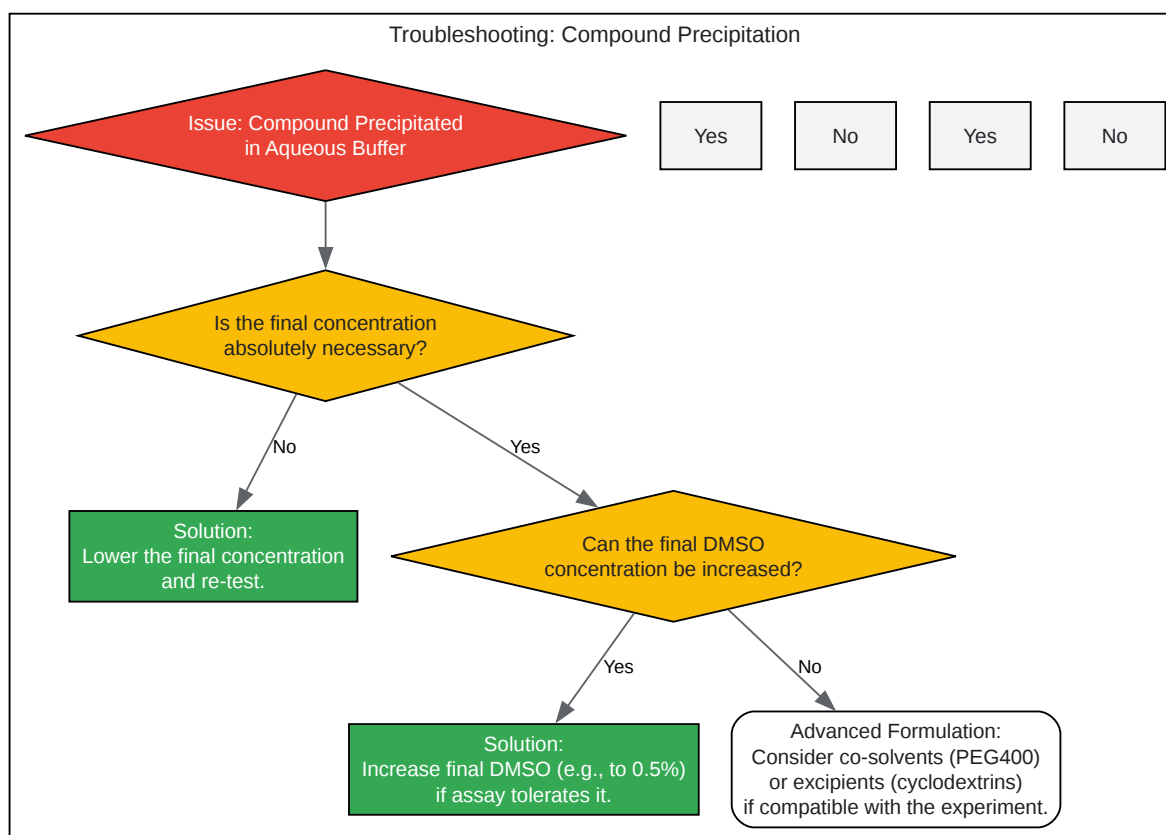 Troubleshooting: Compound Precipitation
Issue: Compound Precipitated
in Aqueous Buffer
Yes
No
Yes
No
Is the final concentration
absolutely necessary?
No
Yes
Solution:
Lower the final concentration
and re-test.
Can the final DMSO
concentration be increased?
Yes
No
Solution:
Increase final DMSO (e.g., to 0.5%)
if assay tolerates it.
Advanced Formulation:
Consider co-solvents (PEG400)
or excipients (cyclodextrins)
if compatible with the experiment.